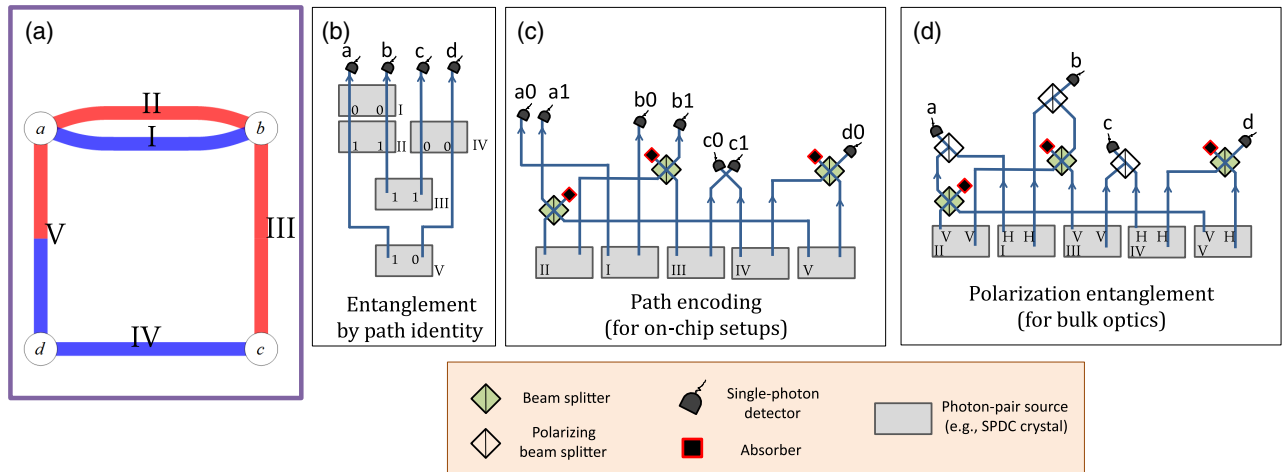 (a)
II
a
b
I
V
III
IV
d
c
(b)
a b c d
0 0 I
1 1 II 0 0 IV
1 1 III
1 0 V
Entanglement
by path identity
(c)
a0 a1
b0 b1
c0 c1
d0
II I III IV V
Path encoding
(for on-chip setups)
(d)
b
a
c
d
V V H H V V H H V H
II I III IV V
Polarization entanglement
(for bulk optics)
Beam splitter
Polarizing
beam splitter
Single-photon
detector
Absorber
Photon-pair source
(e.g., SPDC crystal)